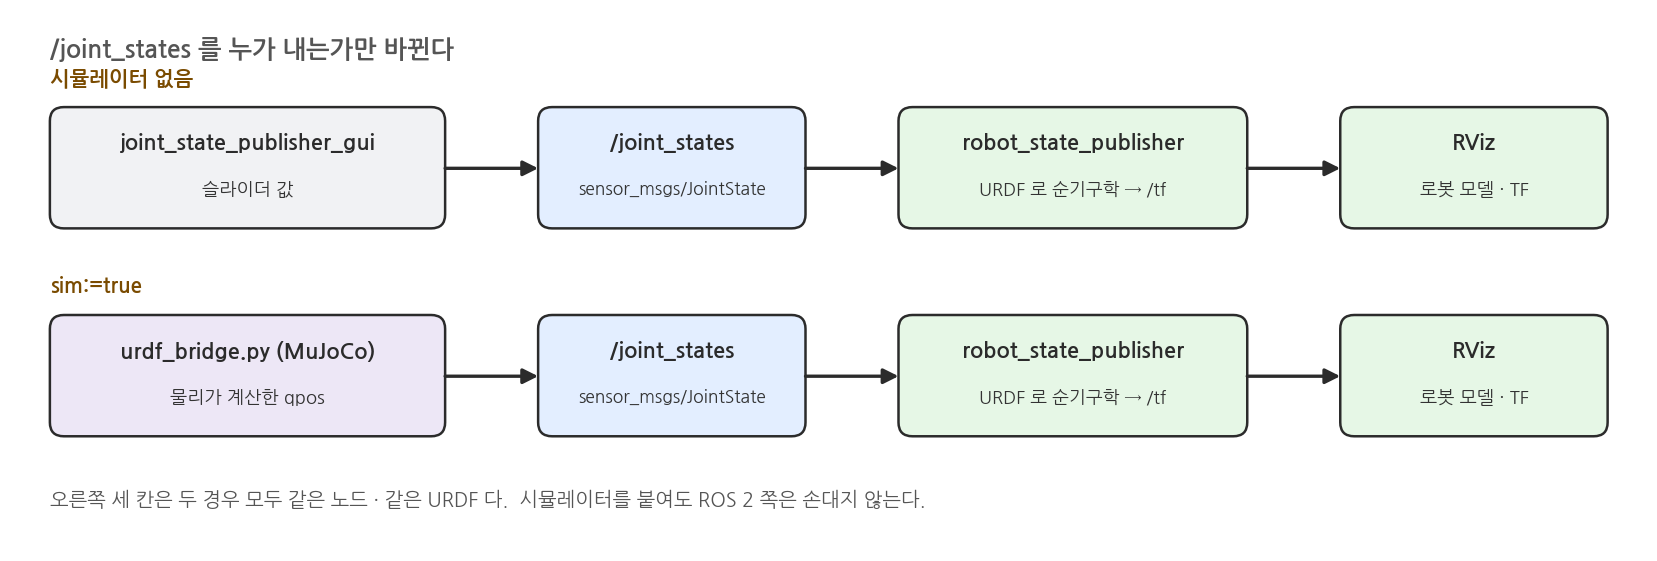 /joint_states 를 누가 내는가만 바뀐다
시뮬레이터 없음
joint_state_publisher_gui
슬라이더 값
/joint_states
sensor_msgs/JointState
robot_state_publisher
URDF 로 순기구학 → /tf
RViz
로봇 모델 · TF
sim:=true
urdf_bridge.py (MuJoCo)
물리가 계산한 qpos
/joint_states
sensor_msgs/JointState
robot_state_publisher
URDF 로 순기구학 → /tf
RViz
로봇 모델 · TF
오른쪽 세 칸은 두 경우 모두 같은 노드 · 같은 URDF 다.  시뮬레이터를 붙여도 ROS 2 쪽은 손대지 않는다.